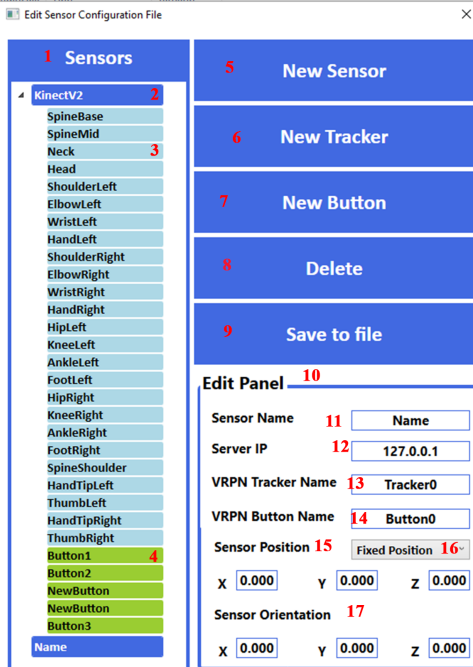 Edit Sensor Configuration File
1 Sensors
KinectV2 2
SpineBase
SpineMid
Neck 3
Head
ShoulderLeft
ElbowLeft
WristLeft
HandLeft
ShoulderRight
ElbowRight
WristRight
HandRight
HipLeft
KneeLeft
AnkleLeft
FootLeft
HipRight
KneeRight
AnkleRight
FootRight
SpineShoulder
HandTipLeft
ThumbLeft
HandTipRight
ThumbRight
Button1 4
Button2
NewButton
NewButton
Button3
Name
5 New Sensor
6 New Tracker
7 New Button
8 Delete
9 Save to file
Edit Panel 10
Sensor Name 11 Name
Server IP 12 127.0.0.1
VRPN Tracker Name 13 Tracker0
VRPN Button Name 14 Button0
Sensor Position 15 Fixed Position 16
X 0.000 Y 0.000 Z 0.000
Sensor Orientation 17
X 0.000 Y 0.000 Z 0.000